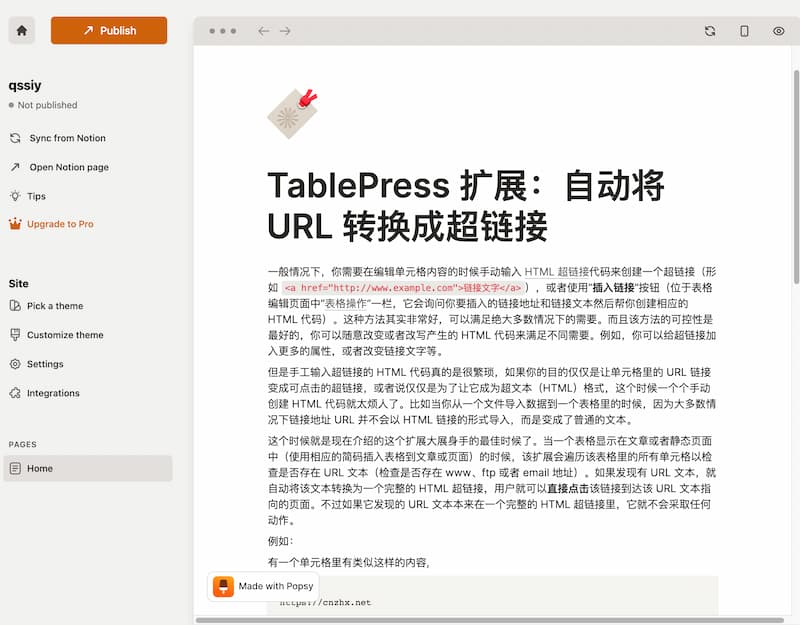 Publish
qssiy
Not published
Sync from Notion
Open Notion page
Tips
Upgrade to Pro
Site
Pick a theme
Customize theme
Settings
Integrations
PAGES
Home
TablePress 扩展：自动将
URL 转换成超链接
一般情况下，你需要在编辑单元格内容的时候手动输入 HTML 超链接代码来创建一个超链接（形
如 <a href="http://www.example.com">链接文字</a> ），或者使用“插入链接”按钮（位于表格
编辑页面中“表格操作”一栏，它会询问你要插入的链接地址和链接文本然后帮你创建相应的
HTML 代码）。这种方法其实非常好，可以满足绝大多数情况下的需要。而且该方法的可控性是
最好的，你可以随意改变或者改写产生的 HTML 代码来满足不同需要。例如，你可以给超链接加
入更多的属性，或者改变链接文字等。
但是手工输入超链接的 HTML 代码真的是很繁琐，如果你的目的仅仅是让单元格里的 URL 链接
变成可点击的超链接，或者说仅仅是为了让它成为超文本（HTML）格式，这个时候一个个手动
创建 HTML 代码就太烦人了。比如当你从一个文件导入数据到一个表格里的时候，因为大多数情
况下链接地址 URL 并不会以 HTML 链接的形式导入，而是变成了普通的文本。
这个时候就是现在介绍的这个扩展大展身手的最佳时候了。当一个表格显示在文章或者静态页面
中（使用相应的简码插入表格到文章或页面）的时候，该扩展会遍历该表格里的所有单元格以检
查是否存在 URL 文本（检查是否存在 www、ftp 或者 email 地址）。如果发现有 URL 文本，就
自动将该文本转换为一个完整的 HTML 超链接，用户就可以直接点击该链接到达该 URL 文本指
向的页面。不过如果它发现的 URL 文本本来在一个完整的 HTML 超链接里，它就不会采取任何
动作。
例如：
有一个单元格里有类似这样的内容，
Made with Popsy
https://cnzhx.net